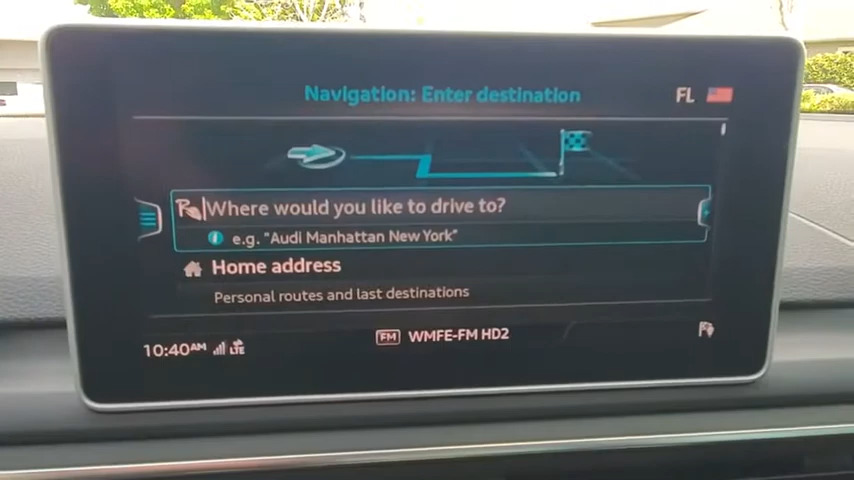 Navigation: Enter destination
FL
Where would you like to drive to?
e.g. "Audi Manhattan New York"
Home address
Personal routes and last destinations
10:40AM LTE
FM WMFE-FM HD2